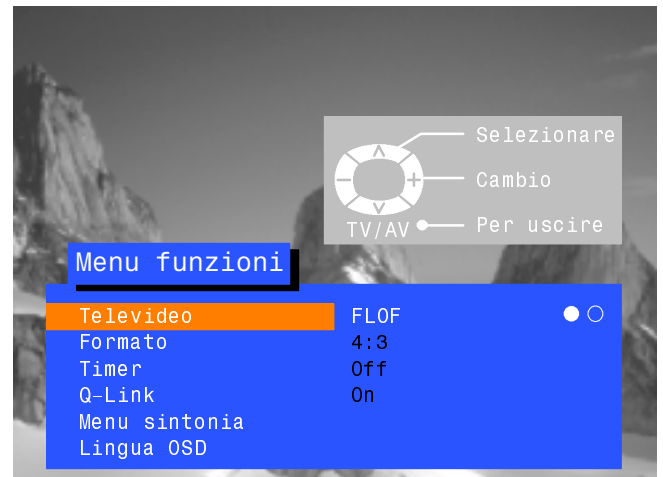 Selezionare
Cambio
TV/AV Per uscire
Menu funzioni
Televideo FLOF
Formato 4:3
Timer Off
Q-Link On
Menu sintonia
Lingua OSD